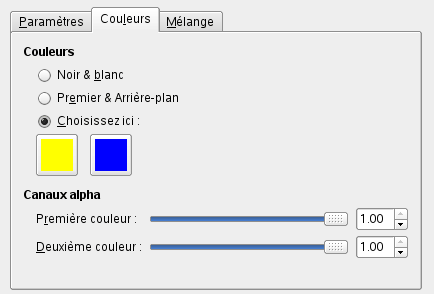 Paramètres Couleurs Mélange
Couleurs
Noir & blanc
Premier & Arrière-plan
Choisissez ici :
Canaux alpha
Première couleur : 1.00
Deuxième couleur : 1.00